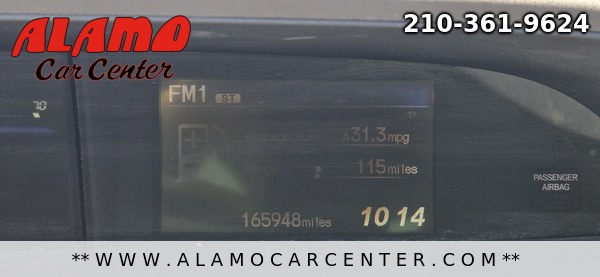 ALAMO
Car Center
210-361-9624
FM1 ST
70
Average Fuel A31.3mpg
Range 115miles
PASSENGER
AIRBAG
165948miles 10 14
**WWW.ALAMOCARCENTER.COM**